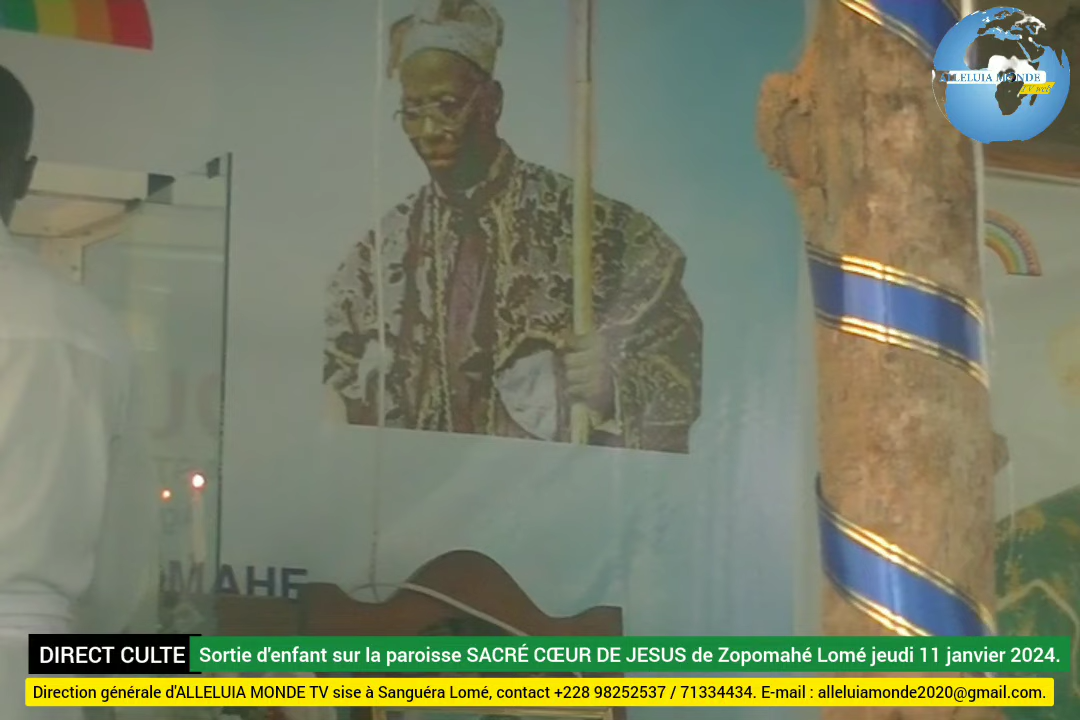 ALLELUIA MONDE
TV web
MAHE
DIRECT CULTE
Sortie d'enfant sur la paroisse SACRÉ CŒUR DE JESUS de Zopomahé Lomé jeudi 11 janvier 2024.
Direction générale d'ALLELUIA MONDE TV sise à Sanguéra Lomé, contact +228 98252537 / 71334434. E-mail : alleluiamonde2020@gmail.com.